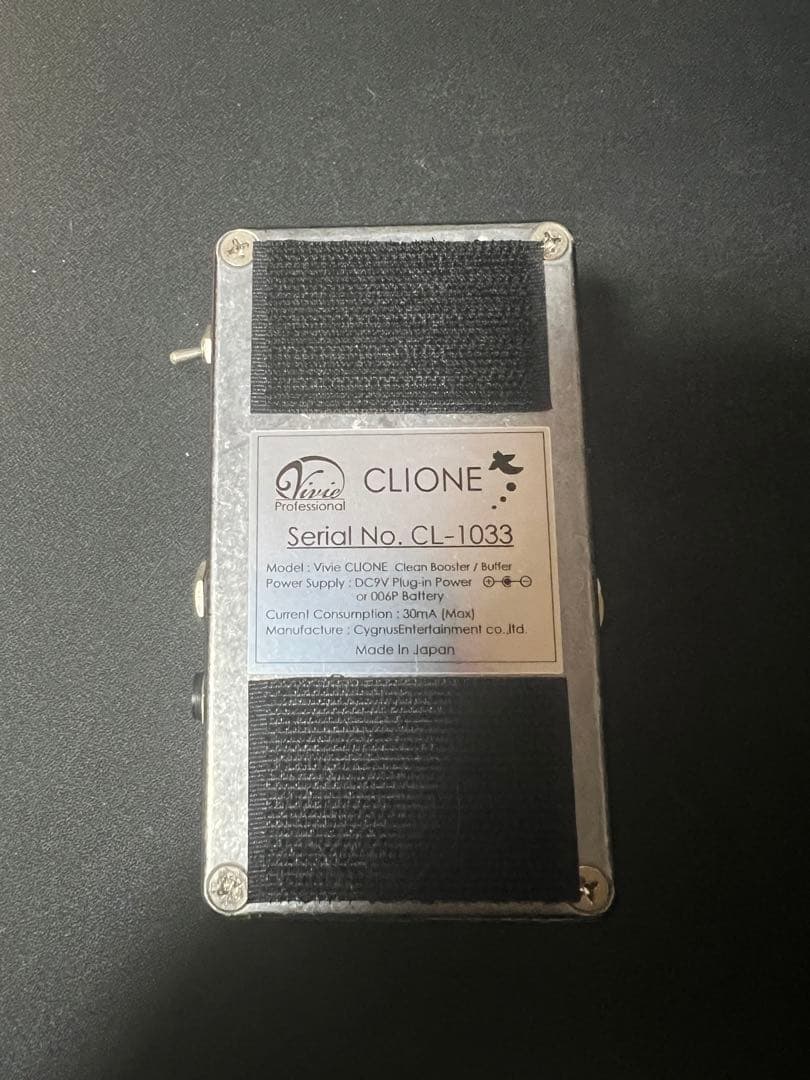 Vivie
Professional
CLIONE
Serial No. CL-1033
Model : Vivie CLIONE Clean Booster / Buffer
Power Supply : DC9V Plug-in Power
or 006P Battery
Current Consumption : 30mA (Max)
Manufacture : CygnusEntertainment co.,ltd.
Made In Japan